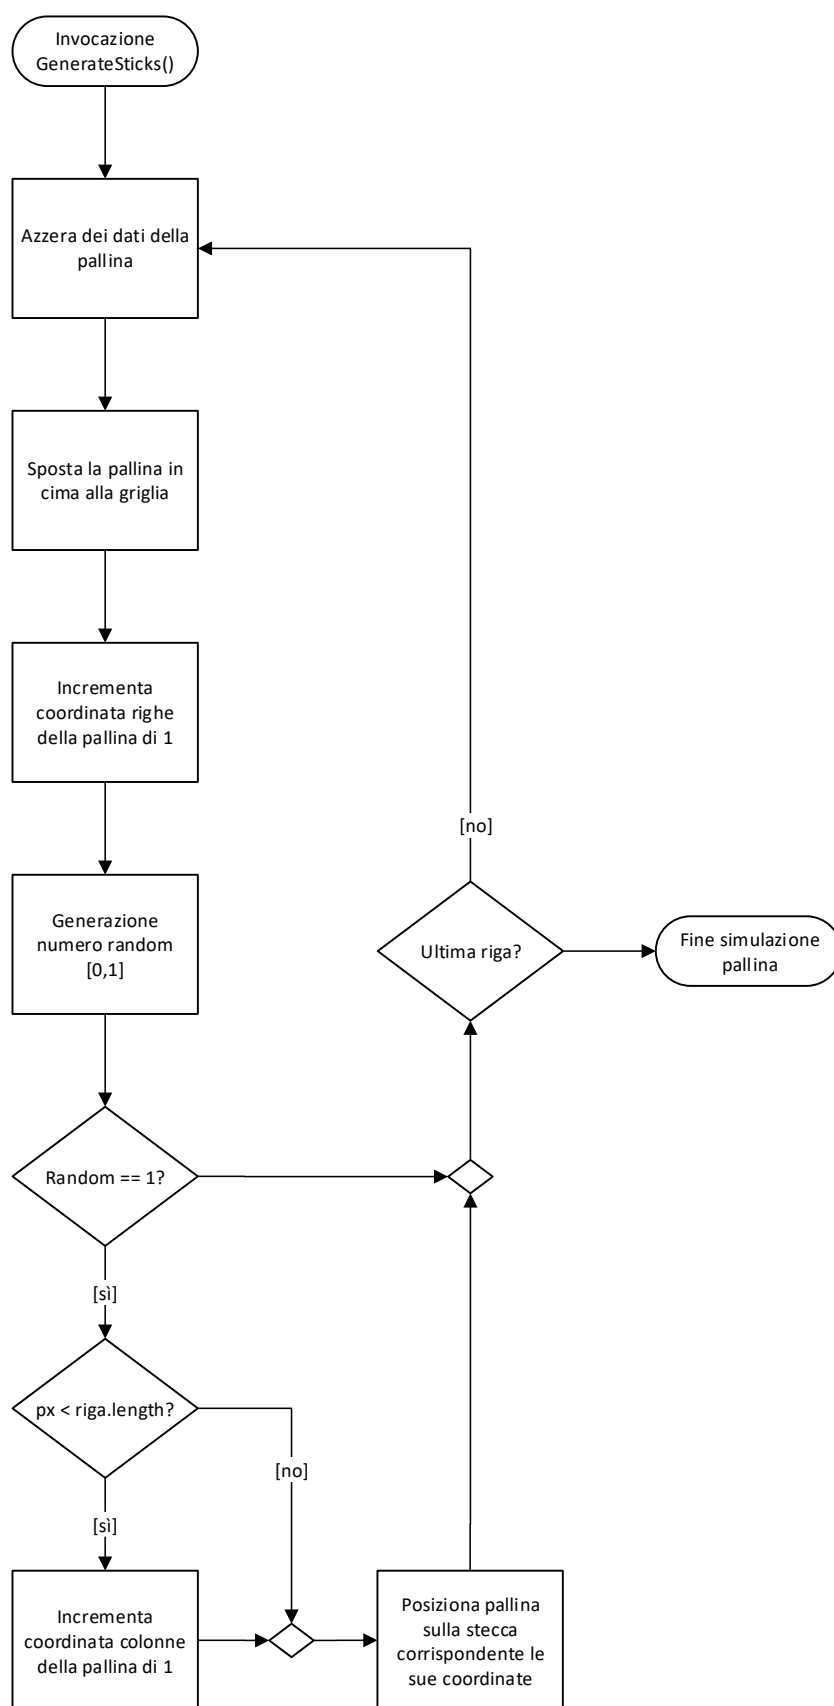 Invocazione
GenerateSticks()
Azzera dei dati della
pallina
Sposta la pallina in
cima alla griglia
Incrementa
coordinata righe
della pallina di 1
[no]
Generazione
numero random
[0,1]
Ultima riga?
Fine simulazione
pallina
Random == 1?
[sì]
px < riga.length?
[no]
[sì]
Incrementa
coordinata colonne
della pallina di 1
Posiziona pallina
sulla stecca
corrispondente le
sue coordinate